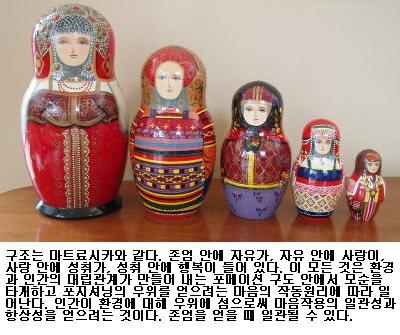 구조는 마트료시카와 같다. 존엄 안에 자유가, 자유 안에 사랑이,
사랑 안에 성취가, 성취 안에 행복이 들어 있다. 이 모든 것은 환경
과 인간의 대립관계가 만들어 내는 포메이션 구도 안에서 모순을
타개하고 포지셔닝의 우위를 얻으려는 마음의 작동원리에 따라 일
어난다. 인간이 환경에 대해 우위에 섬으로써 마음작용의 일관성과
항상성을 얻으려는 것이다. 존엄을 얻을 때 일관될 수 있다.